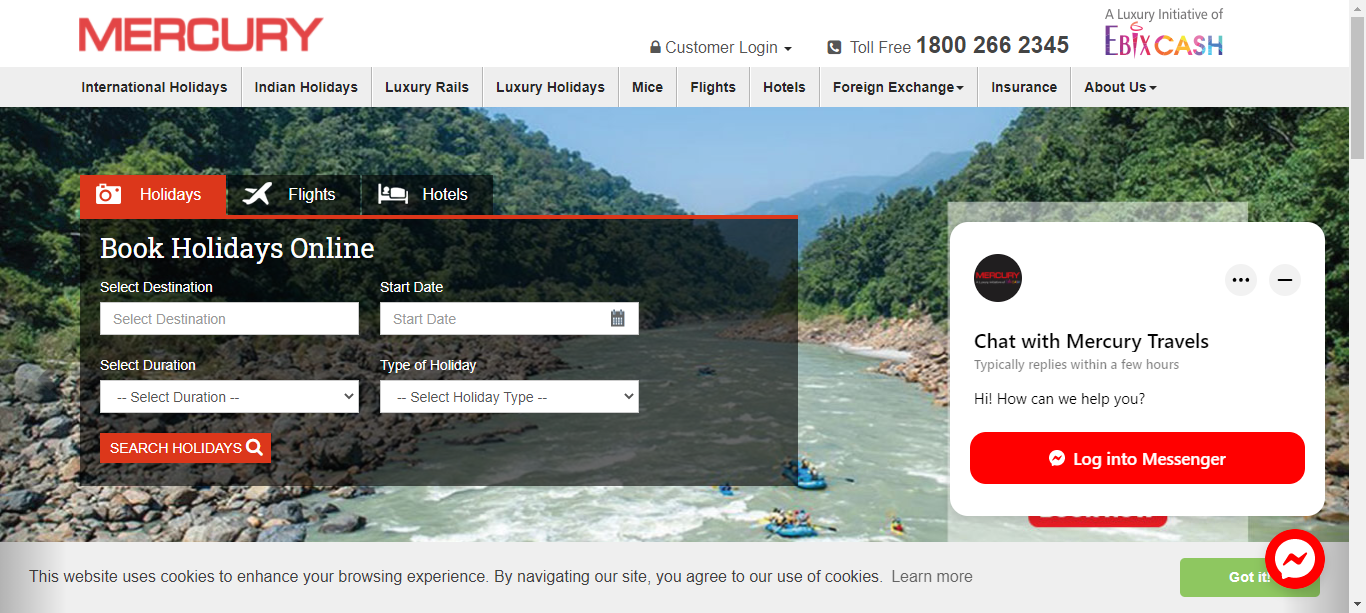 MERCURY
A Luxury Initiative of
EBIXCASH
Customer Login
Toll Free 1800 266 2345
International Holidays
Indian Holidays
Luxury Rails
Luxury Holidays
Mice
Flights
Hotels
Foreign Exchange
Insurance
About Us
Holidays
Flights
Hotels
Book Holidays Online
Select Destination
Start Date
Select Destination
Start Date
Select Duration
Type of Holiday
-- Select Duration --
-- Select Holiday Type --
SEARCH HOLIDAYS
MERCURY
Chat with Mercury Travels
Typically replies within a few hours
Hi! How can we help you?
Log into Messenger
This website uses cookies to enhance your browsing experience. By navigating our site, you agree to our use of cookies. Learn more
Got it!